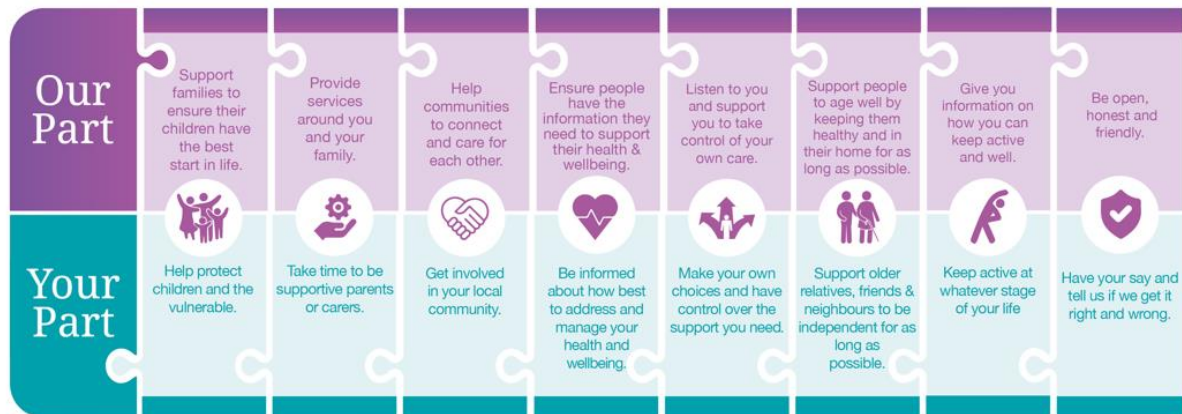 Our
Part
Support
families to
ensure their
children have
the best
start in life.
Provide
services
around you
and your
family.
Help
communities
to connect
and care for
each other.
Ensure people
have the
information they
need to support
their health &
wellbeing.
Listen to you
and support
you to take
control of your
own care.
Support people
to age well by
keeping them
healthy and in
their home for as
long as possible.
Give you
information on
how you can
keep active
and well.
Be open,
honest and
friendly.
Your
Part
Help protect
children and the
vulnerable.
Take time to be
supportive parents
or carers.
Get involved
in your local
community.
Be informed
about how best
to address and
manage your
health and
wellbeing.
Make your own
choices and have
control over the
support you need.
Support older
relatives, friends &
neighbours to be
independent for as
long as
possible.
Keep active at
whatever stage
of your life
Have your say and
tell us if we get it
right and wrong.